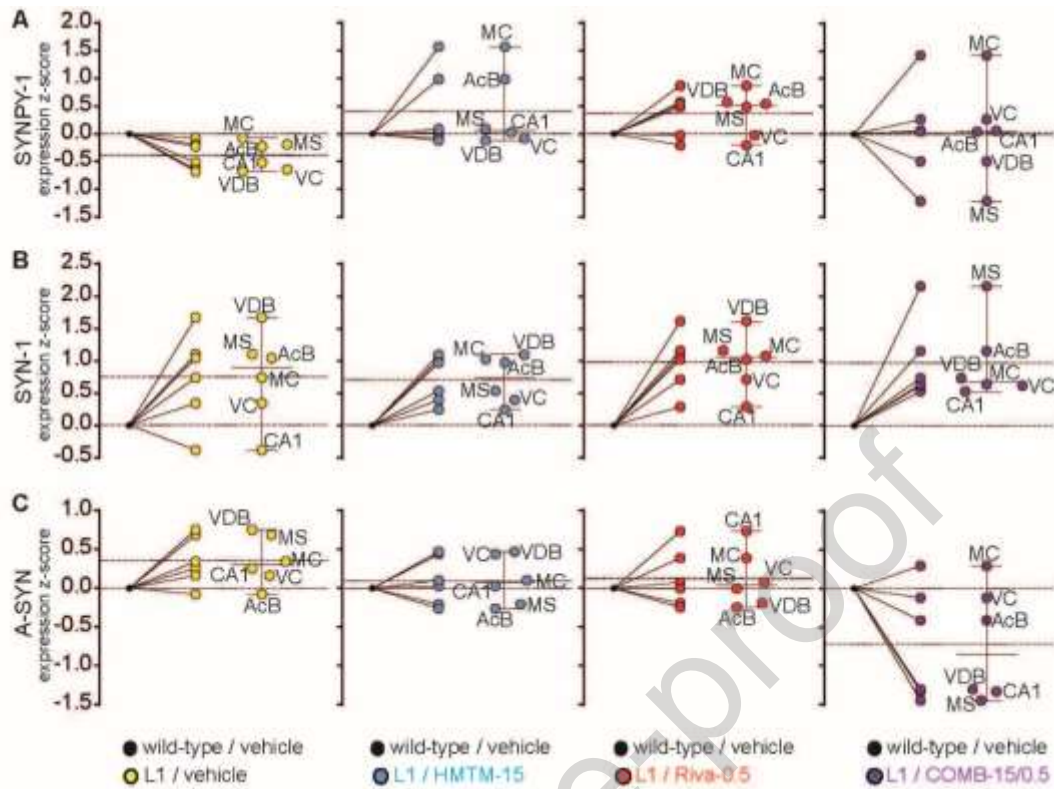 A
SYNPY-1
expression z-score
2.0
1.5
1.0
0.5
0.0
-0.5
-1.0
-1.5
MC
AcB
MS
CA1
VDB
VC
MC
AcB
MS
CA1
VDB
VC
MC
VDB
AcB
MS
VC
CA1
MC
VC
AcB
CA1
VDB
MS
B
SYN-1
expression z-score
2.5
2.0
1.5
1.0
0.5
0.0
-0.5
VDB
MS
AcB
MC
VC
CA1
VDB
MC
AcB
MS
VC
CA1
VDB
MS
MC
AcB
VC
CA1
MS
AcB
VDB
MC
VC
CA1
C
A-SYN
expression z-score
1.0
0.5
0.0
-0.5
-1.0
-1.5
VDB
MS
MC
CA1
VC
AcB
VC
VDB
CA1
MC
MS
AcB
CA1
MC
MS
VC
AcB
VDB
MC
VC
AcB
VDB
CA1
MS
wild-type / vehicle
L1 / vehicle
wild-type / vehicle
L1 / HMTM-15
wild-type / vehicle
L1 / Riva-0.5
wild-type / vehicle
L1 / COMB-15/0.5
e-proof